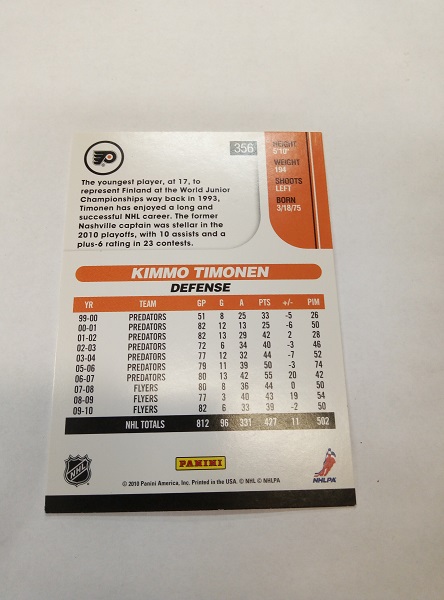 356
The youngest player, at 17, to
represent Finland at the World Junior
Championships way back in 1993,
Timonen has enjoyed a long and
successful NHL career. The former
Nashville captain was stellar in the
2010 playoffs, with 10 assists and a
plus-6 rating in 23 contests.
HEIGHT
5'10"
WEIGHT
194
SHOOTS
LEFT
BORN
3/18/75
KIMMO TIMONEN
DEFENSE
YR TEAM GP G A PTS +/- PIM
99-00 PREDATORS 51 8 25 33 -5 26
00-01 PREDATORS 82 12 13 25 -6 50
01-02 PREDATORS 82 13 29 42 2 28
02-03 PREDATORS 72 6 34 40 -3 46
03-04 PREDATORS 77 12 32 44 -7 52
05-06 PREDATORS 79 11 39 50 -3 74
06-07 PREDATORS 80 13 42 55 20 42
07-08 FLYERS 80 8 36 44 0 50
08-09 FLYERS 77 3 40 43 19 54
09-10 FLYERS 82 6 33 39 -2 50
NHL TOTALS 812 96 331 427 11 502
NHL
PANINI
NHLPA
© 2010 Panini America, Inc. Printed in the USA. © NHL © NHLPA